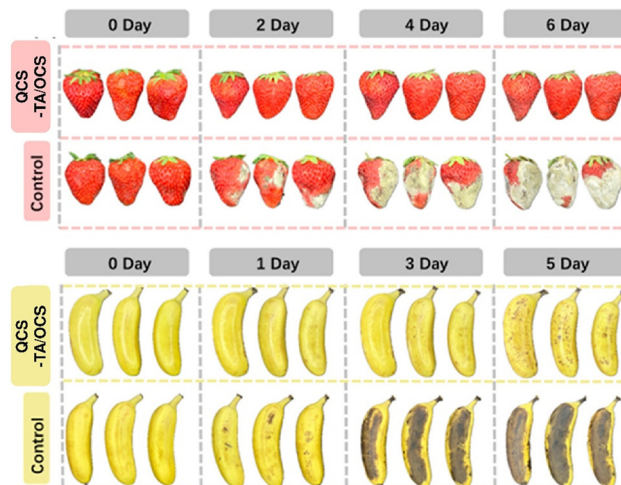 0 Day
2 Day
4 Day
6 Day
QCS
-TA/OCS
Control
0 Day
1 Day
3 Day
5 Day
QCS
-TA/OCS
Control